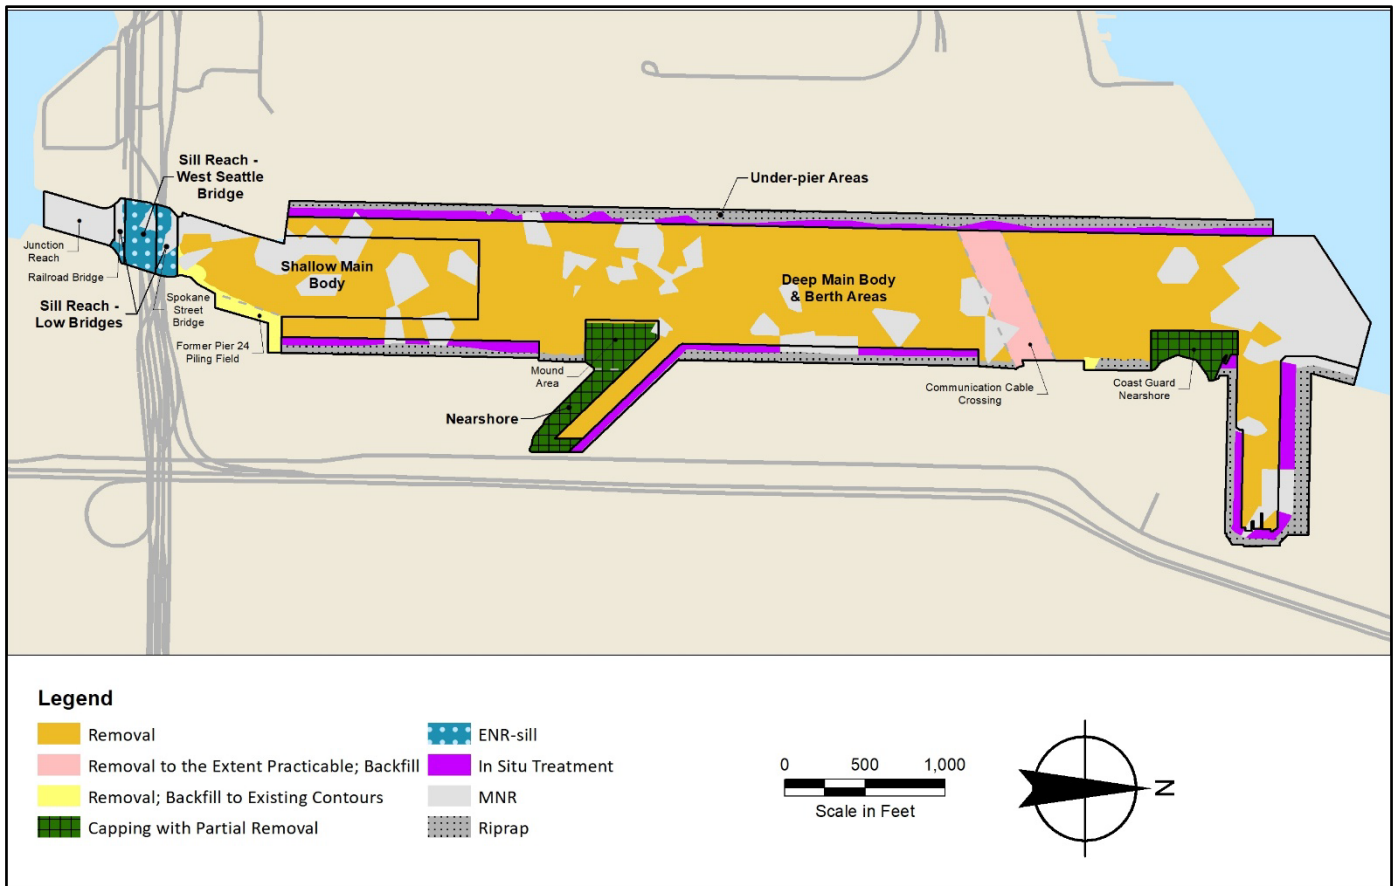 Sill Reach -
West Seattle
Bridge
Under-pier Areas
Junction
Reach
Railroad Bridge
Sill Reach -
Low Bridges
Spokane
Street
Bridge
Former Pier 24
Piling Field
Shallow Main
Body
Deep Main Body
& Berth Areas
Mound
Area
Nearshore
Communication Cable
Crossing
Coast Guard
Nearshore
Legend
Removal
Removal to the Extent Practicable; Backfill
Removal; Backfill to Existing Contours
Capping with Partial Removal
ENR-sill
In Situ Treatment
MNR
Riprap
0 500 1,000
Scale in Feet
N